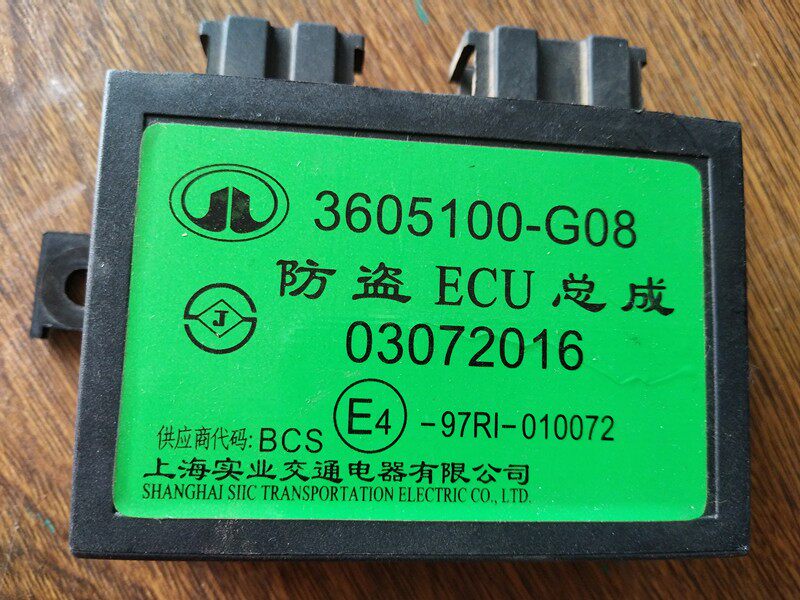 3605100-G08
防盗 ECU 总成
J
03072016
E4 -97RI-010072
供应商代码: BCS
上海实业交通电器有限公司
SHANGHAI SIIC TRANSPORTATION ELECTRIC CO., LTD.